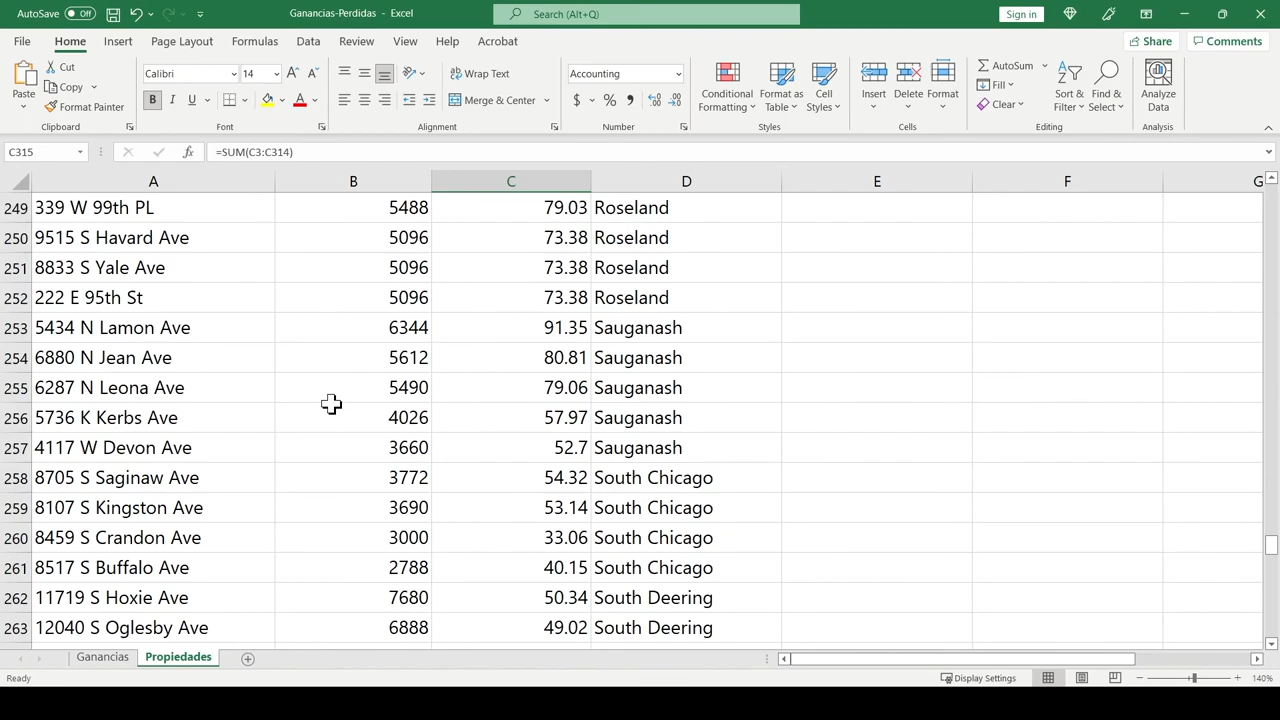 AutoSave Off Ganancias-Perdidas - Excel Search (Alt+Q) Sign in
File Home Insert Page Layout Formulas Data Review View Help Acrobat Share Comments
Paste Cut Copy Format Painter Clipboard
Calibri 14 B I U A Font
Wrap Text Merge & Center Alignment
Accounting $ % , Number
Conditional Formatting Format as Table Cell Styles Styles
Insert Delete Format Cells
AutoSum Fill Clear Sort & Filter Find & Select Editing
Analyze Data Analysis
C315 fx =SUM(C3:C314)
A B C D E F G
249 339 W 99th PL 5488 79.03 Roseland
250 9515 S Havard Ave 5096 73.38 Roseland
251 8833 S Yale Ave 5096 73.38 Roseland
252 222 E 95th St 5096 73.38 Roseland
253 5434 N Lamon Ave 6344 91.35 Sauganash
254 6880 N Jean Ave 5612 80.81 Sauganash
255 6287 N Leona Ave 5490 79.06 Sauganash
256 5736 K Kerbs Ave 4026 57.97 Sauganash
257 4117 W Devon Ave 3660 52.7 Sauganash
258 8705 S Saginaw Ave 3772 54.32 South Chicago
259 8107 S Kingston Ave 3690 53.14 South Chicago
260 8459 S Crandon Ave 3000 33.06 South Chicago
261 8517 S Buffalo Ave 2788 40.15 South Chicago
262 11719 S Hoxie Ave 7680 50.34 South Deering
263 12040 S Oglesby Ave 6888 49.02 South Deering
Ganancias Propiedades
Ready Display Settings 140%